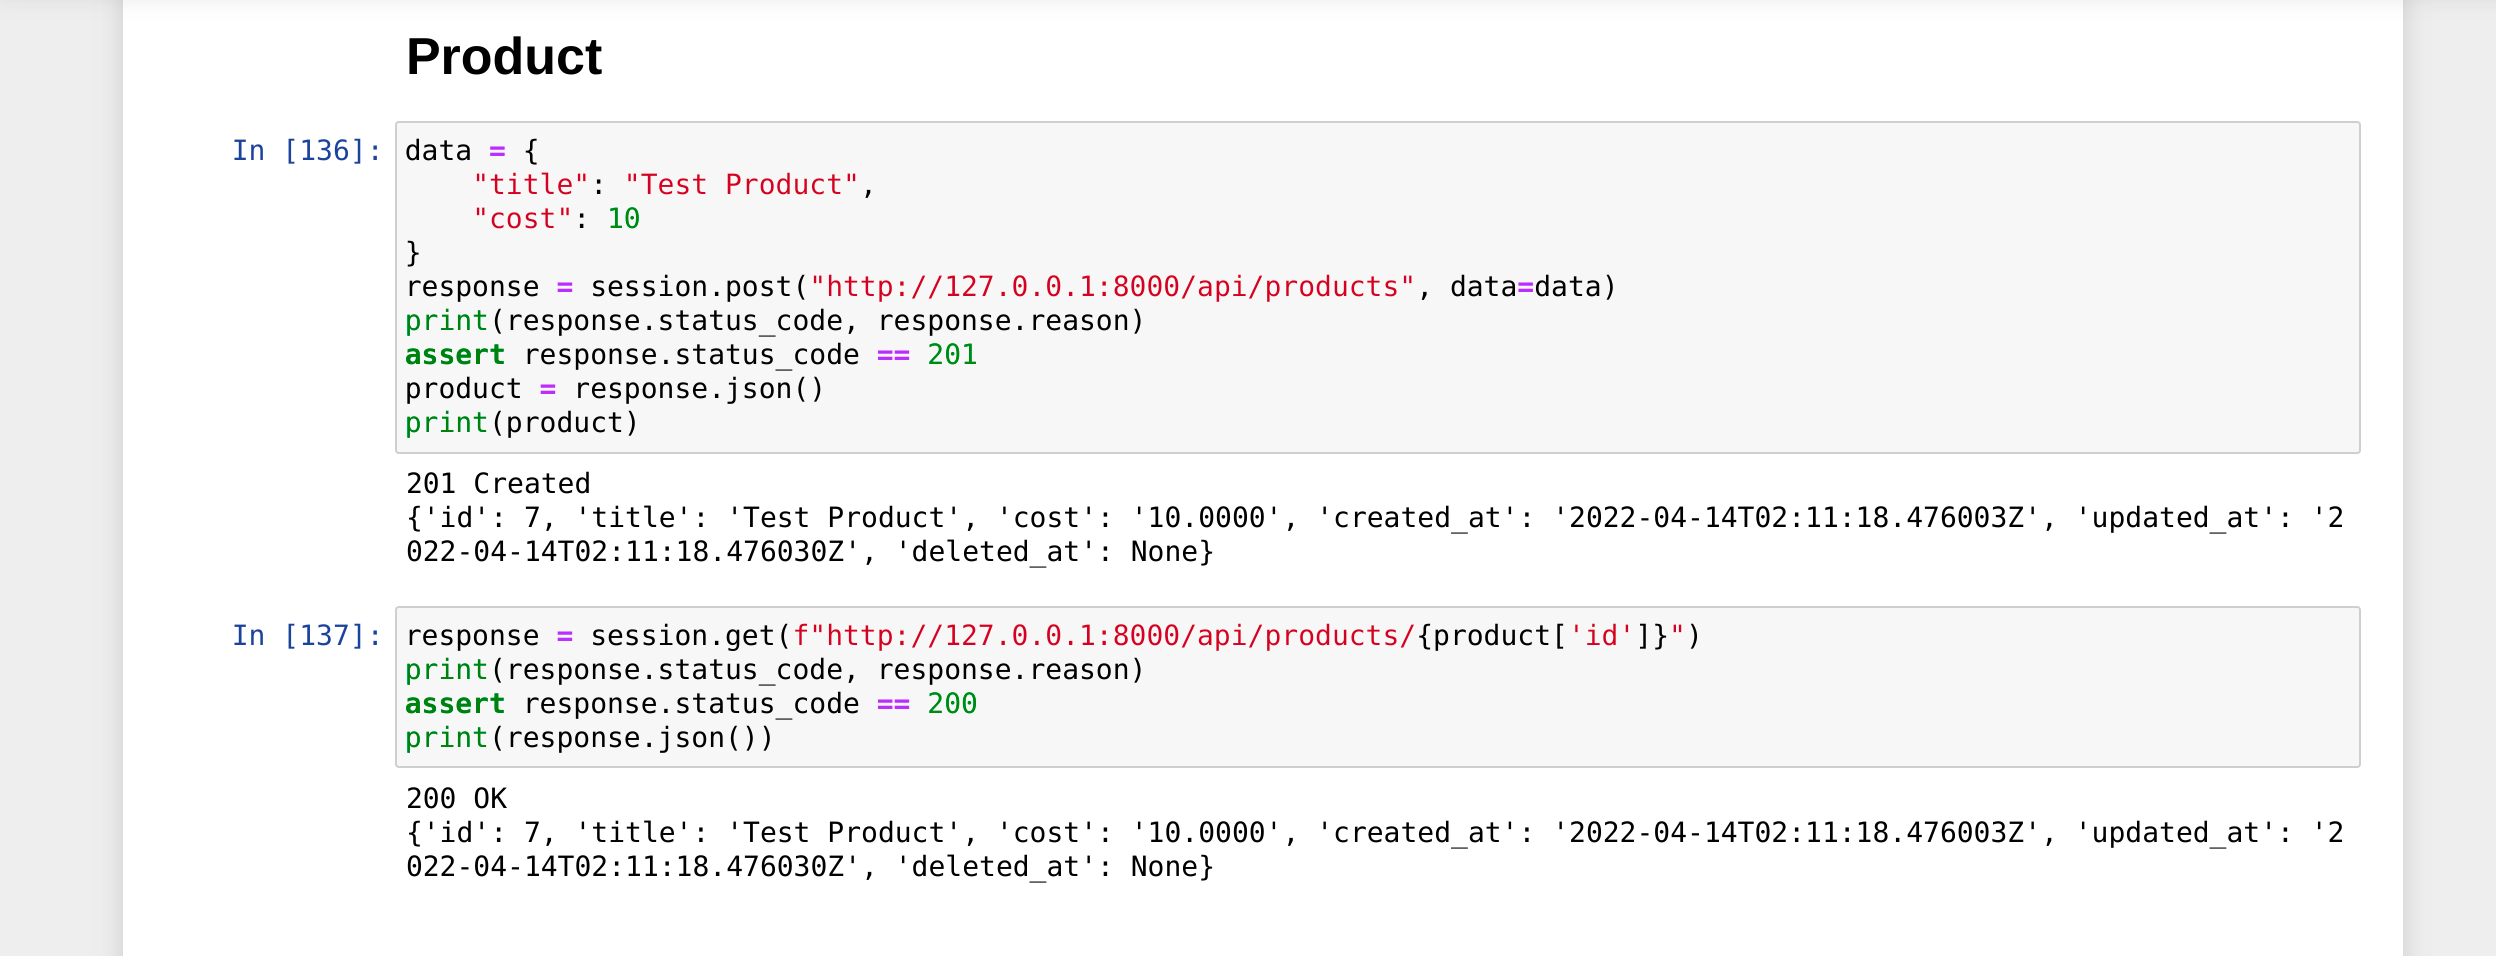 Product
In [136]:
data = {
    "title": "Test Product",
    "cost": 10
}
response = session.post("http://127.0.0.1:8000/api/products", data=data)
print(response.status_code, response.reason)
assert response.status_code == 201
product = response.json()
print(product)
201 Created
{'id': 7, 'title': 'Test Product', 'cost': '10.0000', 'created_at': '2022-04-14T02:11:18.476003Z', 'updated_at': '2
022-04-14T02:11:18.476030Z', 'deleted_at': None}
In [137]:
response = session.get(f"http://127.0.0.1:8000/api/products/{product['id']}")
print(response.status_code, response.reason)
assert response.status_code == 200
print(response.json())
200 OK
{'id': 7, 'title': 'Test Product', 'cost': '10.0000', 'created_at': '2022-04-14T02:11:18.476003Z', 'updated_at': '2
022-04-14T02:11:18.476030Z', 'deleted_at': None}